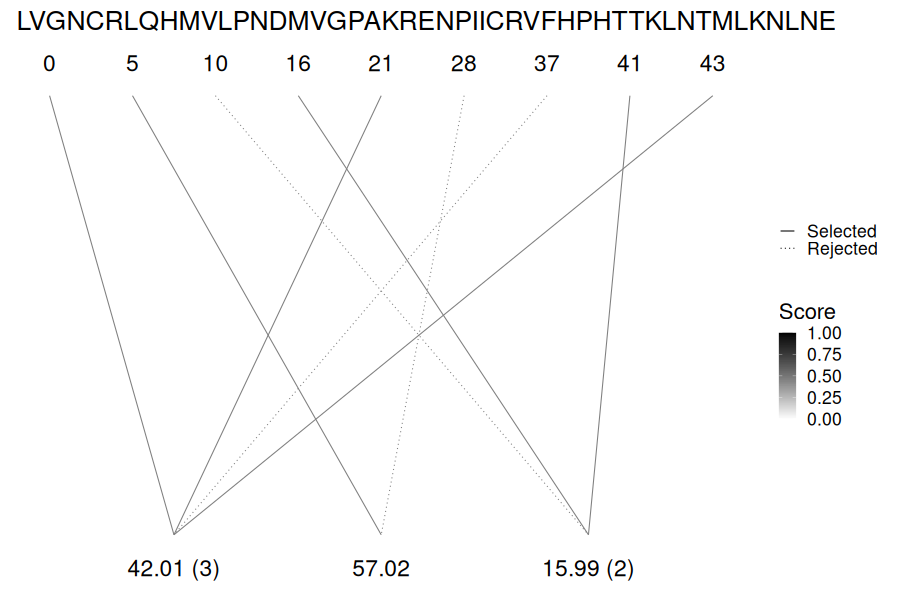 LVGNCRLQHMVLPNDMVGPAKRENPIICRVFHPHTTKLNTMLKNLNE
0 5 10 16 21 28 37 41 43
Selected
Rejected
Score
1.00
0.75
0.50
0.25
0.00
42.01 (3) 57.02 15.99 (2)